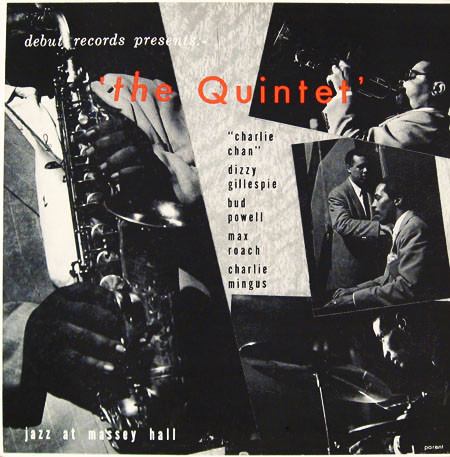 debut records presents:-
'the Quintet'
"charlie
chan"
dizzy
gillespie
bud
powell
max
roach
charlie
mingus
jazz at massey hall
parent